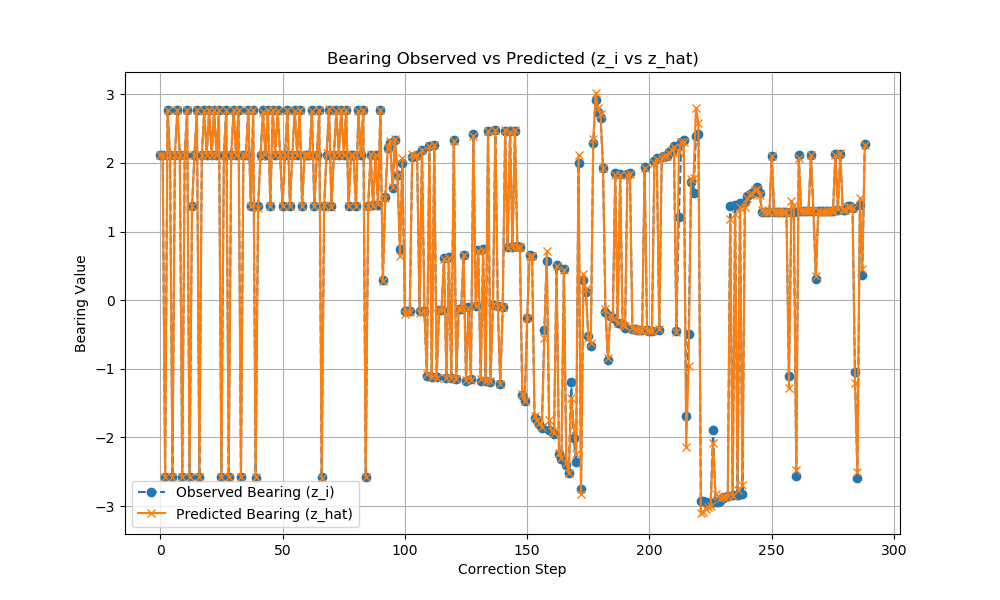 Bearing Observed vs Predicted (z_i vs z_hat)
Bearing Value
3
2
1
0
−1
−2
−3
Observed Bearing (z_i)
Predicted Bearing (z_hat)
0
50
100
150
200
250
300
Correction Step